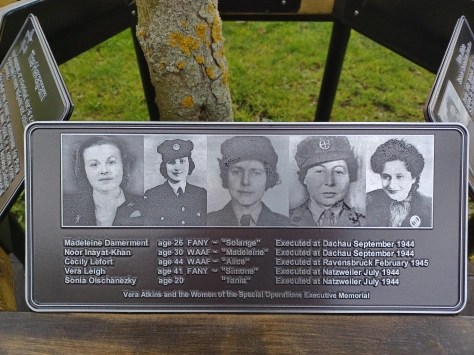 Madeleine Damerment age 26 FANY ~ "Solange" Executed at Dachau September 1944
Noor Inayat-Khan age 30 WAAF ~ "Madeleine" Executed at Dachau September 1944
Cecily Lefort age 44 WAAF ~ "Alice" Executed at Ravensbruck February 1945
Vera Leigh age 41 FANY ~ "Simone" Executed at Natzweiler July 1944
Sonia Olschanezky age 20 "Tania" Executed at Natzweiler July 1944
Vera Atkins and the Women of the Special Operations Executive Memorial